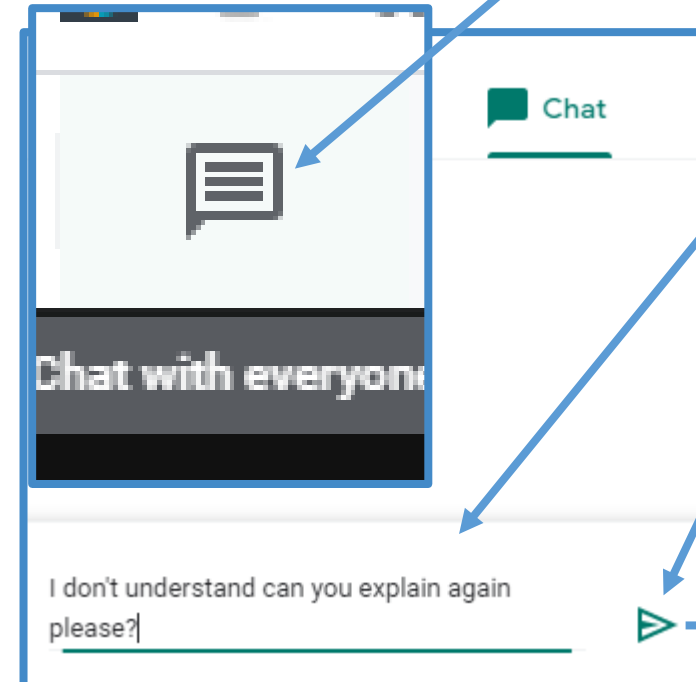 Chat
Chat with everyone
I don't understand can you explain again
please?